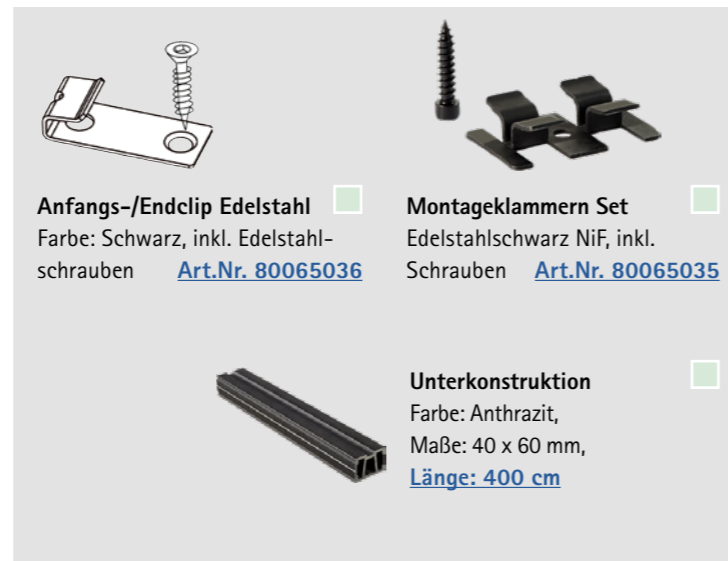 Anfangs-/Endclip Edelstahl
Farbe: Schwarz, inkl. Edelstahl-
schrauben Art.Nr. 80065036
Montageklammern Set
Edelstahlschwarz NiF, inkl.
Schrauben Art.Nr. 80065035
Unterkonstruktion
Farbe: Anthrazit,
Maße: 40 x 60 mm,
Länge: 400 cm